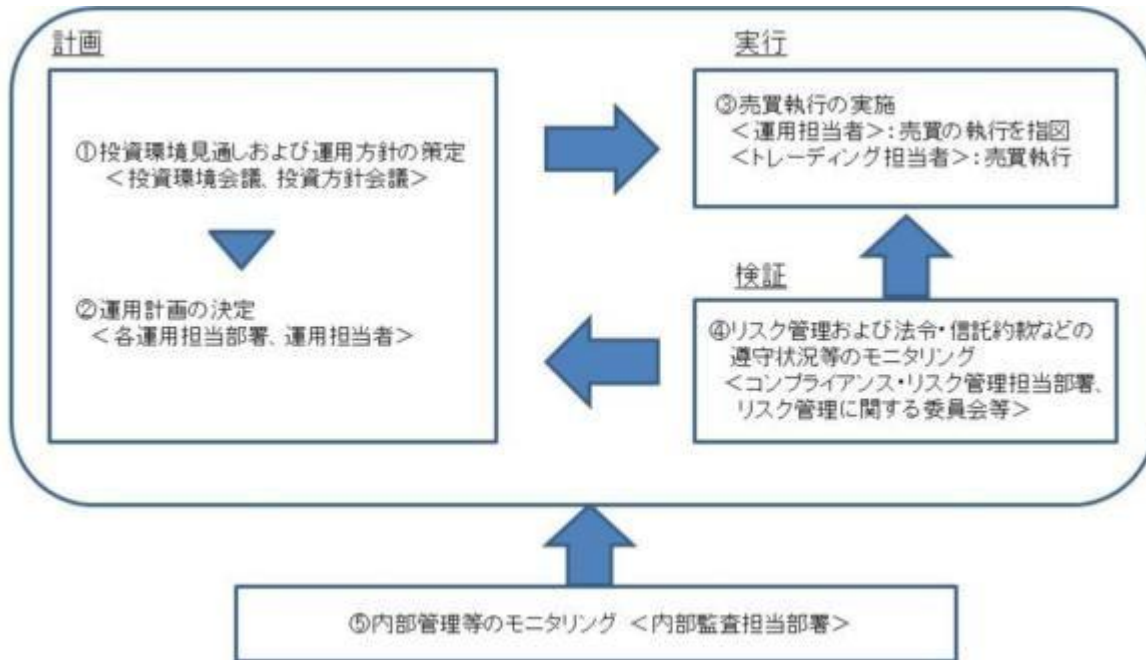 計画
①投資環境見通しおよび運用方針の策定
＜投資環境会議、投資方針会議＞
②運用計画の決定
＜各運用担当部署、運用担当者＞
実行
③売買執行の実施
＜運用担当者＞：売買の執行を指図
＜トレーディング担当者＞：売買執行
検証
④リスク管理および法令・信託約款などの
遵守状況等のモニタリング
＜コンプライアンス・リスク管理担当部署、
リスク管理に関する委員会等＞
⑤内部管理等のモニタリング ＜内部監査担当部署＞